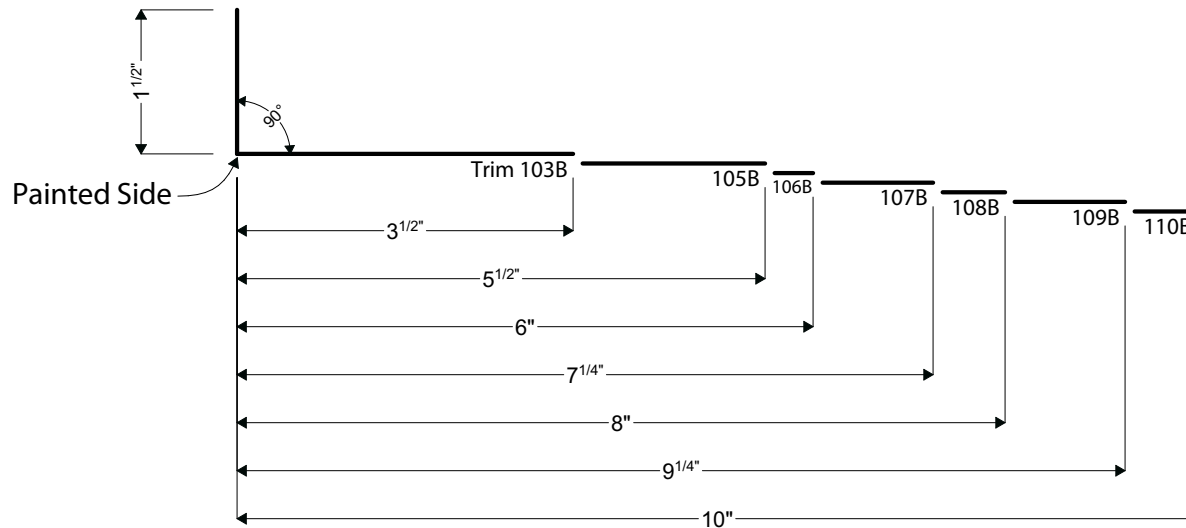 1 1/2"
90°
Trim 103B
105B
106B
107B
108B
109B
110B
Painted Side
3 1/2"
5 1/2"
6"
7 1/4"
8"
9 1/4"
10"